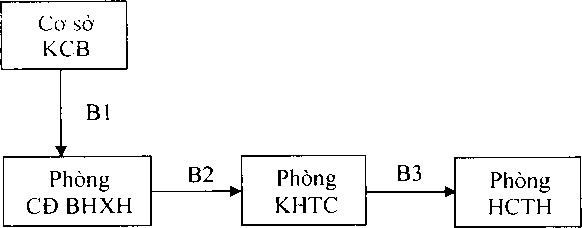 Cơ sở
KCB
B1
Phòng
CĐ BHXH
B2
Phòng
KHTC
B3
Phòng
HCTH